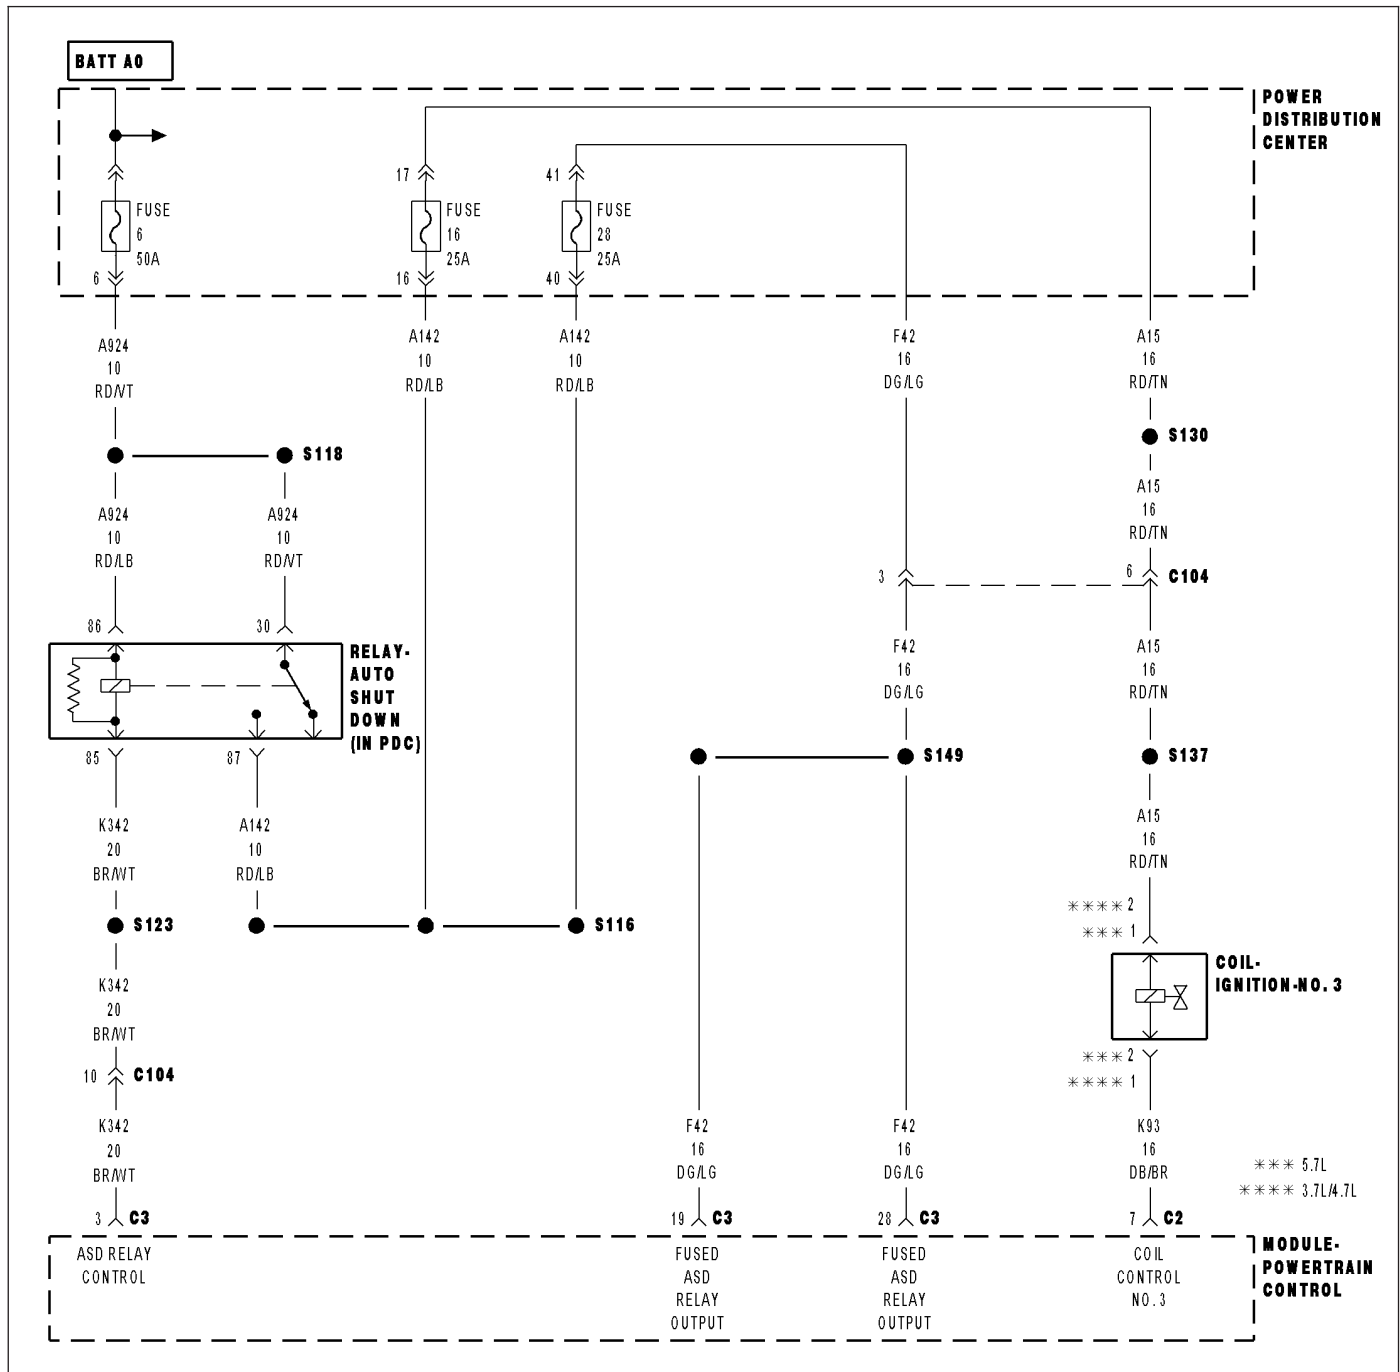 BATT A0
POWER
DISTRIBUTION
CENTER
17
41
FUSE
6
50A
FUSE
16
25A
FUSE
28
25A
6
16
40
A924
10
RD/VT
A142
10
RD/LB
A142
10
RD/LB
F42
16
DG/LG
A15
16
RD/TN
S118
S130
A924
10
RD/LB
A924
10
RD/VT
A15
16
RD/TN
3
6
C104
86
30
RELAY-
AUTO
SHUT
DOWN
(IN PDC)
F42
16
DG/LG
A15
16
RD/TN
85
87
S149
S137
K342
20
BR/WT
A142
10
RD/LB
A15
16
RD/TN
S123
S116
**** 2
*** 1
COIL-
IGNITION-NO. 3
K342
20
BR/WT
*** 2
**** 1
10
C104
K342
20
BR/WT
F42
16
DG/LG
F42
16
DG/LG
K93
16
DB/BR
*** 5.7L
**** 3.7L/4.7L
3 C3
19 C3
28 C3
7 C2
ASD RELAY
CONTROL
FUSED
ASD
RELAY
OUTPUT
FUSED
ASD
RELAY
OUTPUT
COIL
CONTROL
NO. 3
MODULE-
POWERTRAIN
CONTROL